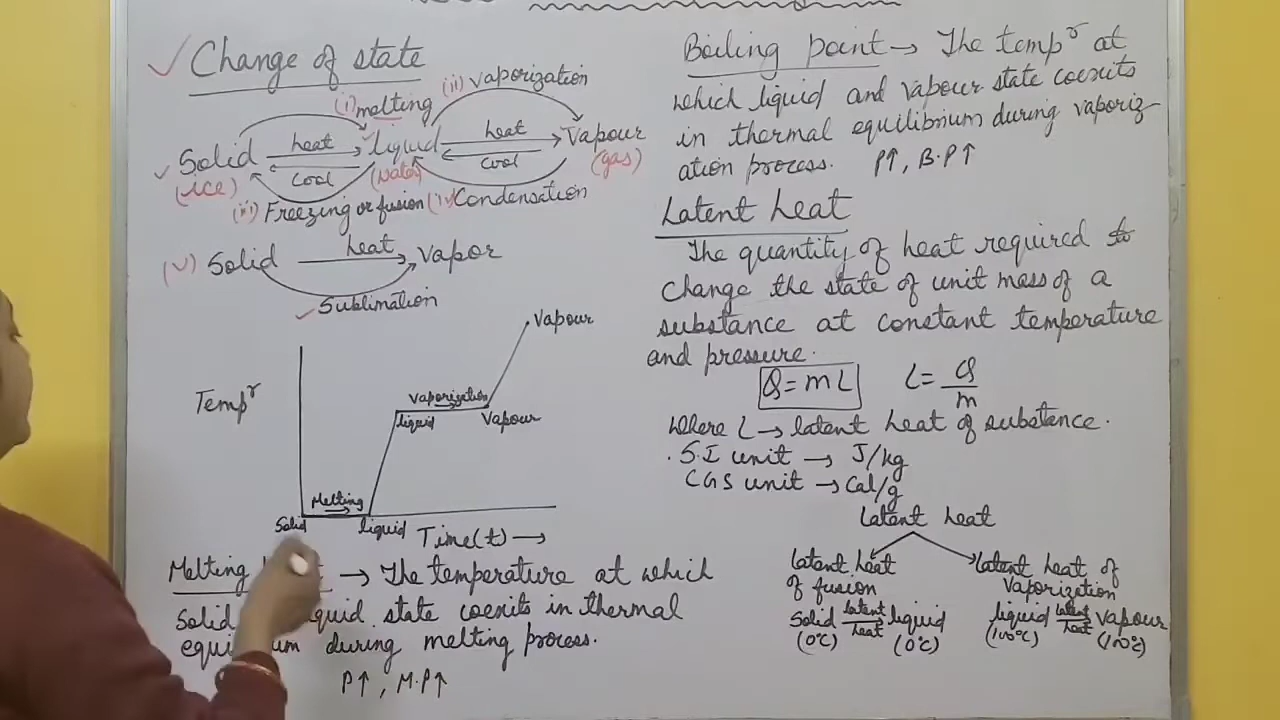 ✓ Change of state
(i) melting
(ii) Vaporization
Solid heat liquid heat Vapour
cool cool
(Ice) (Water) (gas)
(iii) Freezing or fusion (iv) Condensation
(v) Solid heat Vapor
Sublimation
Vapour
Tempr
Vaporization
liquid Vapour
Melting
Solid liquid Time(t) →
Melting → The temperature at which
Solid liquid state coexits in thermal
during melting process.
P↑, M.P↑
Boiling point → The tempr at
which liquid and vapour state coexits
in thermal equilibrium during vaporiz
ation process. P↑, B.P↑
Latent heat
The quantity of heat required to
change the state of unit mass of a
substance at constant temperature
and pressure.
Q = mL L = Q/m
where L → latent heat of substance.
S.I unit → J/kg
CGS unit → Cal/g
Latent heat
latent heat of fusion
Solid latent heat liquid
(0°C) (0°C)
latent heat of Vaporization
liquid latent heat vapour
(100°C) (100°C)